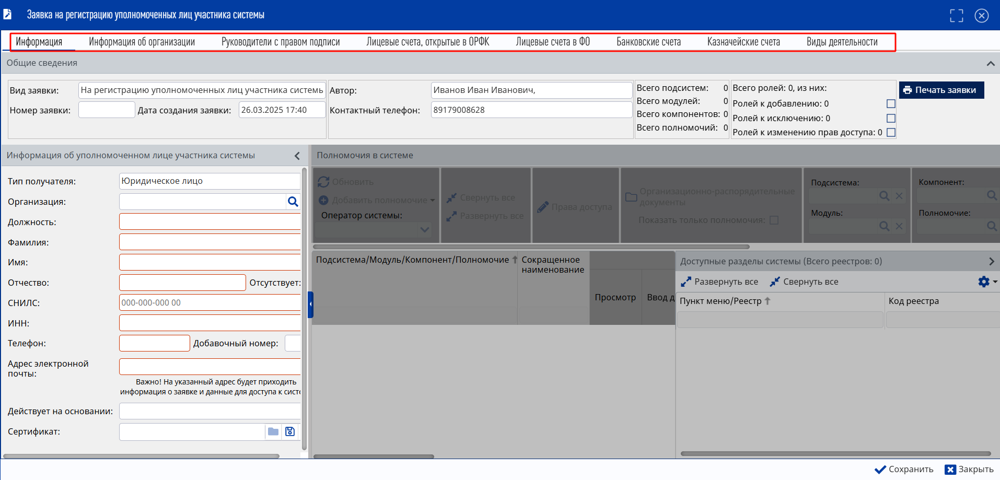 Заявка на регистрацию уполномоченных лиц участника системы
Информация Информация об организации Руководители с правом подписи Лицевые счета, открытые в ОРФК Лицевые счета в ФО Банковские счета Казначейские счета Виды деятельности
Общие сведения
Вид заявки: На регистрацию уполномоченных лиц участника системь
Номер заявки: Дата создания заявки: 26.03.2025 17:40
Автор: Иванов Иван Иванович,
Контактный телефон: 89179008628
Всего подсистем: 0
Всего модулей: 0
Всего компонентов: 0
Всего полномочий: 0
Всего ролей: 0, из них:
Ролей к добавлению: 0
Ролей к исключению: 0
Ролей к изменению прав доступа: 0
Печать заявки
Информация об уполномоченном лице участника системы
Тип получателя: Юридическое лицо
Организация:
Должность:
Фамилия:
Имя:
Отчество: Отсутствует:
СНИЛС: 000-000-000 00
ИНН:
Телефон: Добавочный номер:
Адрес электронной
почты:
Важно! На указанный адрес будет приходить
информация о заявке и данные для доступа к систе
Действует на основании:
Сертификат:
Полномочия в системе
Обновить
Добавить полномочие
Оператор системы:
Свернуть все
Развернуть все
Права доступа
Организационно-распорядительные
документы
Показать только полномочия:
Подсистема:
Модуль:
Компонент:
Полномочие:
Подсистема/Модуль/Компонент/Полномочие
Сокращенное
наименование
Просмотр Ввод д
Доступные разделы системы (Всего реестров: 0)
Развернуть все Свернуть все
Пункт меню/Реестр Код реестра
Сохранить Закрыть